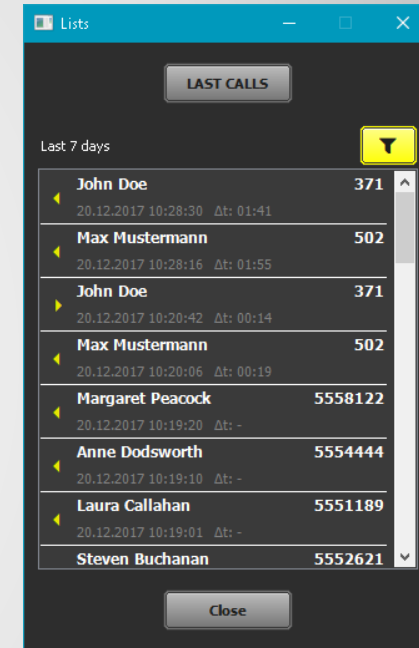 Lists
LAST CALLS
Last 7 days
John Doe 371
20.12.2017 10:28:30 Δt: 01:41
Max Mustermann 502
20.12.2017 10:28:16 Δt: 01:55
John Doe 371
20.12.2017 10:20:42 Δt: 00:14
Max Mustermann 502
20.12.2017 10:20:06 Δt: 00:19
Margaret Peacock 5558122
20.12.2017 10:19:20 Δt: -
Anne Dodsworth 5554444
20.12.2017 10:19:10 Δt: -
Laura Callahan 5551189
20.12.2017 10:19:01 Δt: -
Steven Buchanan 5552621
Close